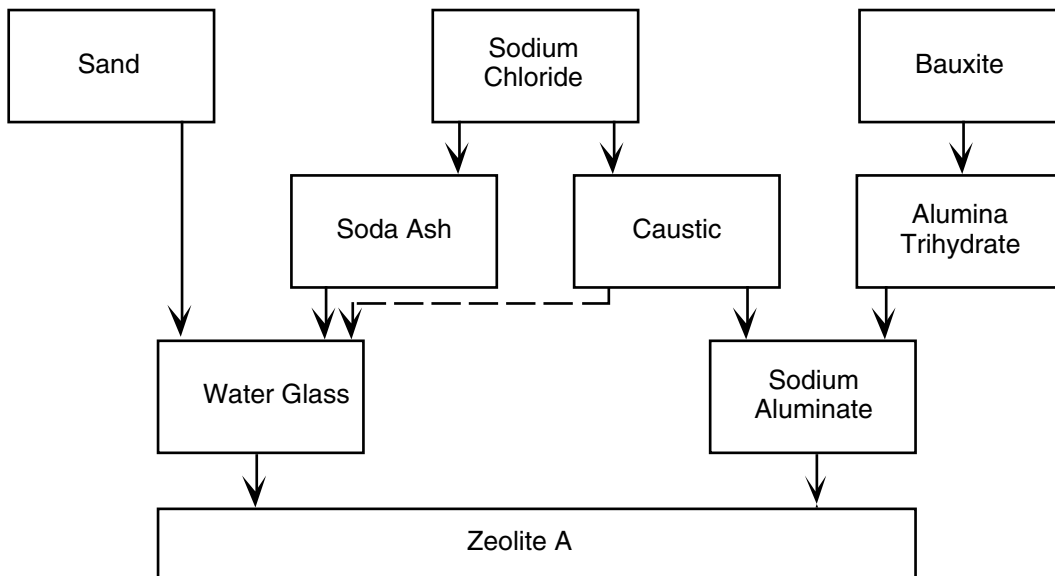 Sand
Sodium
Chloride
Bauxite
Soda Ash
Caustic
Alumina
Trihydrate
Water Glass
Sodium
Aluminate
Zeolite A